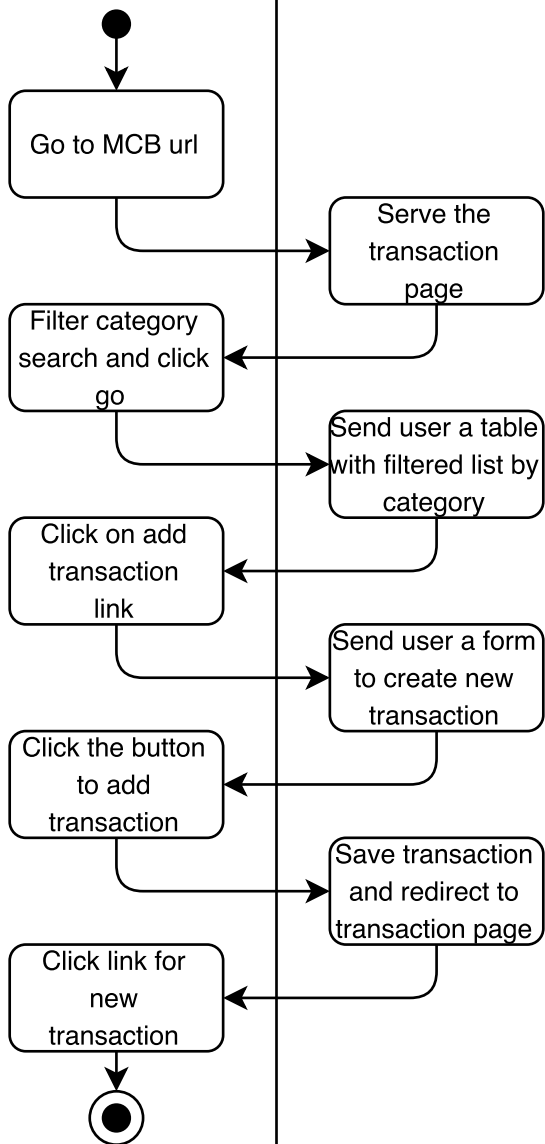 Go to MCB url
Serve the
transaction
page
Filter category
search and click
go
Send user a table
with filtered list by
category
Click on add
transaction
link
Send user a form
to create new
transaction
Click the button
to add
transaction
Save transaction
and redirect to
transaction page
Click link for
new
transaction